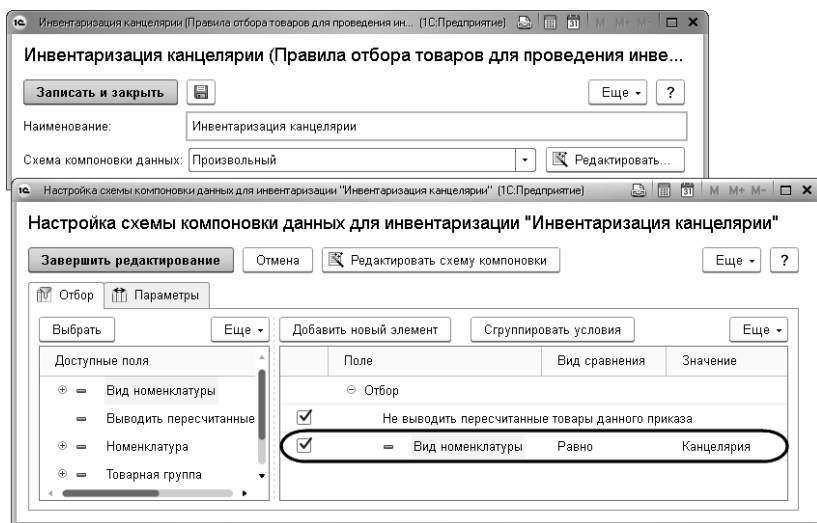 Инвентаризация канцелярии (Правила отбора товаров для проведения ин... (1С:Предприятие) M M+ M-
Инвентаризация канцелярии (Правила отбора товаров для проведения инве...
Записать и закрыть Еще ?
Наименование: Инвентаризация канцелярии
Схема компоновки данных: Произвольный Редактировать...
Настройка схемы компоновки данных для инвентаризации "Инвентаризация канцелярии" (1С:Предприятие) M M+ M-
Настройка схемы компоновки данных для инвентаризации "Инвентаризация канцелярии"
Завершить редактирование Отмена Редактировать схему компоновки Еще ?
Отбор Параметры
Выбрать Еще Добавить новый элемент Сгруппировать условия Еще
Доступные поля Поле Вид сравнения Значение
Вид номенклатуры Отбор
Выводить пересчитанные Не выводить пересчитанные товары данного приказа
Номенклатура Вид номенклатуры Равно Канцелярия
Товарная группа